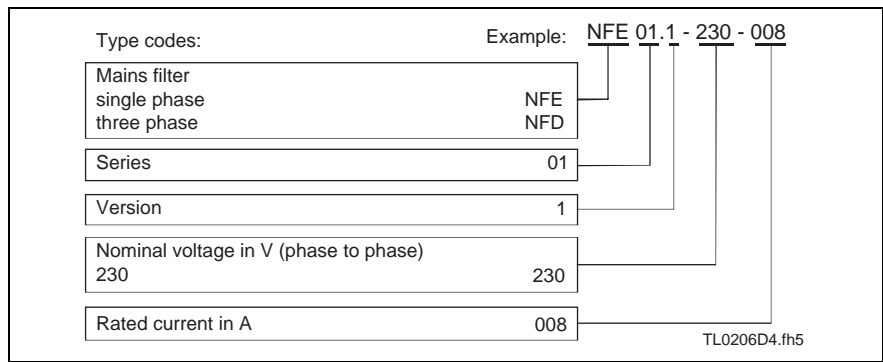 Type codes: Example: NFE 01.1 - 230 - 008
Mains filter
single phase NFE
three phase NFD
Series 01
Version 1
Nominal voltage in V (phase to phase)
230 230
Rated current in A 008
TL0206D4.fh5